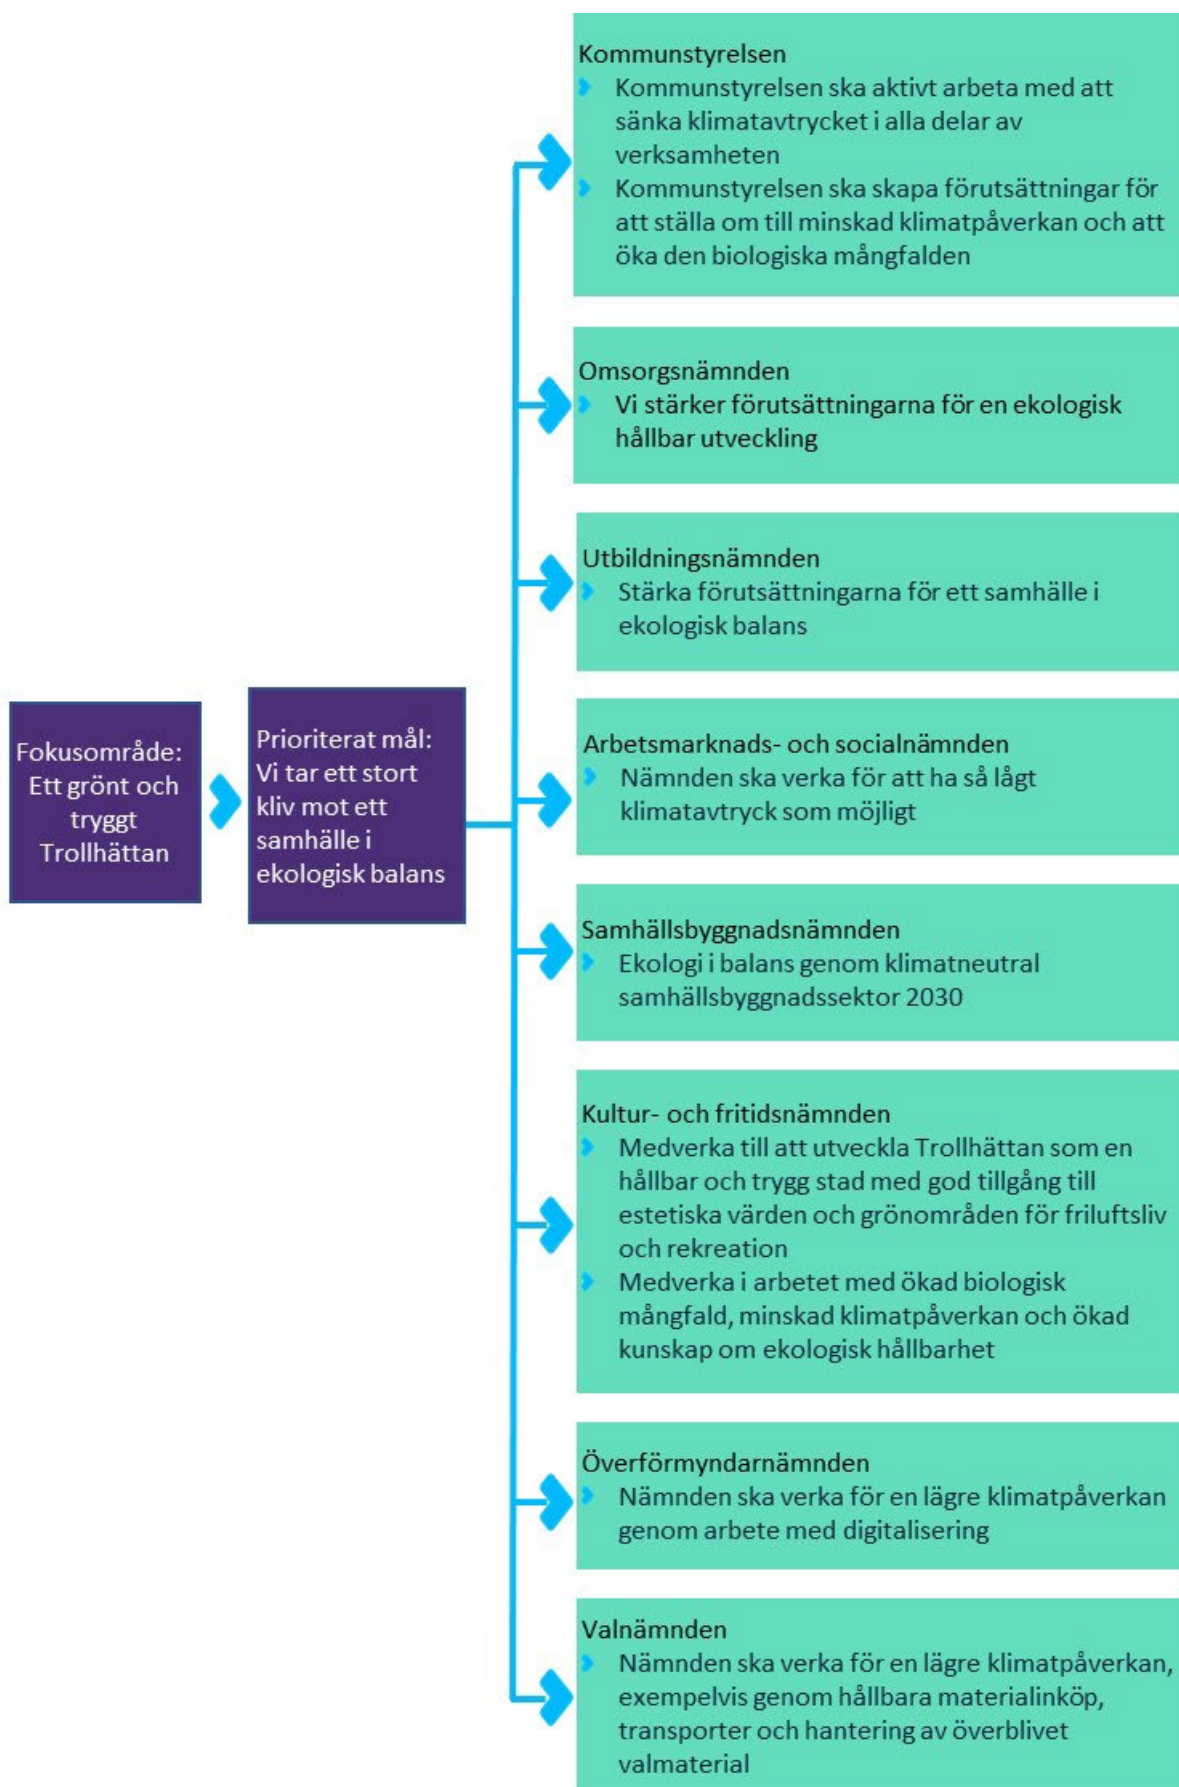 Fokusområde:
Ett grönt och
tryggt
Trollhättan
Prioriterat mål:
Vi tar ett stort
kliv mot ett
samhälle i
ekologisk balans
Kommunstyrelsen
Kommunstyrelsen ska aktivt arbeta med att
sänka klimatavtrycket i alla delar av
verksamheten
Kommunstyrelsen ska skapa förutsättningar för
att ställa om till minskad klimatpåverkan och att
öka den biologiska mångfalden
Omsorgsnämnden
Vi stärker förutsättningarna för en ekologisk
hållbar utveckling
Utbildningsnämnden
Stärka förutsättningarna för ett samhälle i
ekologisk balans
Arbetsmarknads- och socialnämnden
Nämnden ska verka för att ha så lågt
klimatavtryck som möjligt
Samhällsbyggnadsnämnden
Ekologi i balans genom klimatneutral
samhällsbyggnadssektor 2030
Kultur- och fritidsnämnden
Medverka till att utveckla Trollhättan som en
hållbar och trygg stad med god tillgång till
estetiska värden och grönområden för friluftsliv
och rekreation
Medverka i arbetet med ökad biologisk
mångfald, minskad klimatpåverkan och ökad
kunskap om ekologisk hållbarhet
Överförmyndarnämnden
Nämnden ska verka för en lägre klimatpåverkan
genom arbete med digitalisering
Valnämnden
Nämnden ska verka för en lägre klimatpåverkan,
exempelvis genom hållbara materialinköp,
transporter och hantering av överblivet
valmaterial